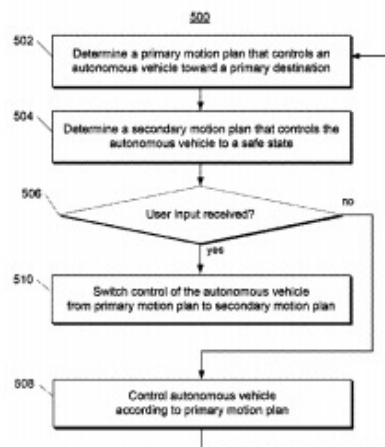 500
502
Determine a primary motion plan that controls an
autonomous vehicle toward a primary destination
504
Determine a secondary motion plan that controls the
autonomous vehicle to a safe state
506
User input received?
no
yes
510
Switch control of the autonomous vehicle
from primary motion plan to secondary motion plan
508
Control autonomous vehicle
according to primary motion plan